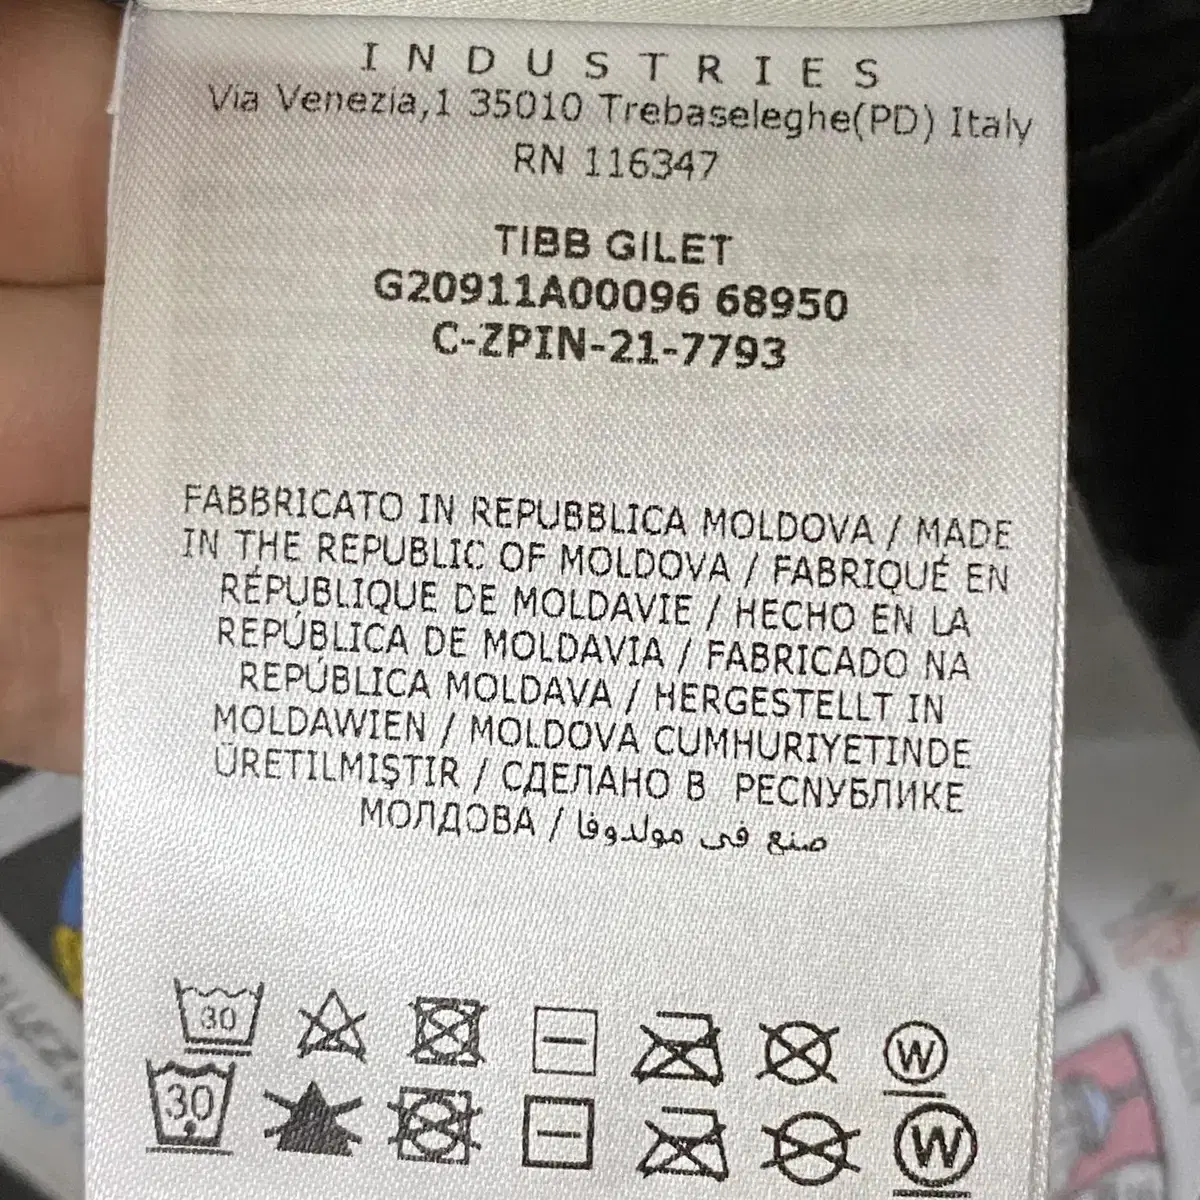 INDUSTRIES
Via Venezia,1 35010 Trebaseleghe(PD) Italy
RN 116347
TIBB GILET
G20911A00096 68950
C-ZPIN-21-7793
FABBRICATO IN REPUBBLICA MOLDOVA / MADE
IN THE REPUBLIC OF MOLDOVA / FABRIQUÉ EN
RÉPUBLIQUE DE MOLDAVIE / HECHO EN LA
REPÚBLICA DE MOLDAVIA / FABRICADO NA
REPÚBLICA MOLDAVA / HERGESTELLT IN
MOLDAWIEN / MOLDOVA CUMHURIYETINDE
ÜRETILMIŞTIR / СДЕЛАНО В РЕСПУБЛИКЕ
МОЛДОВА / صنع في مولدوفا
30
W
30
W